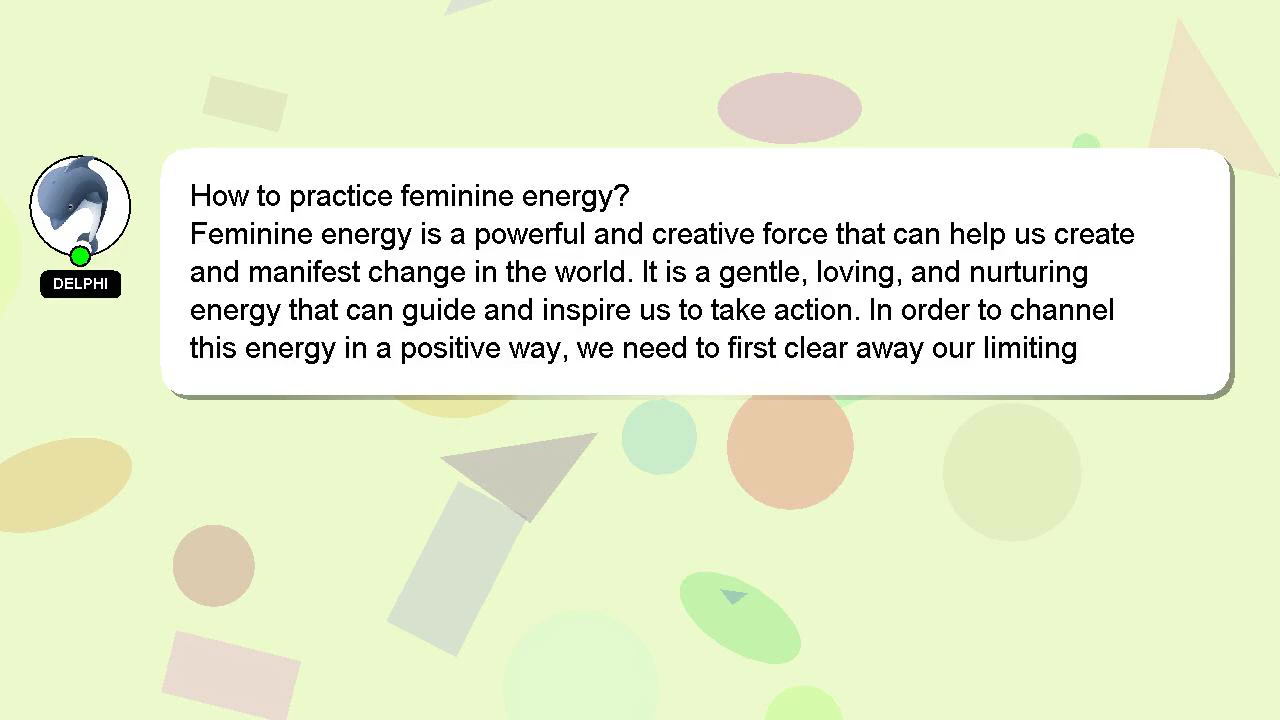 How to practice feminine energy?
Feminine energy is a powerful and creative force that can help us create
and manifest change in the world. It is a gentle, loving, and nurturing
energy that can guide and inspire us to take action. In order to channel
this energy in a positive way, we need to first clear away our limiting
DELPHI